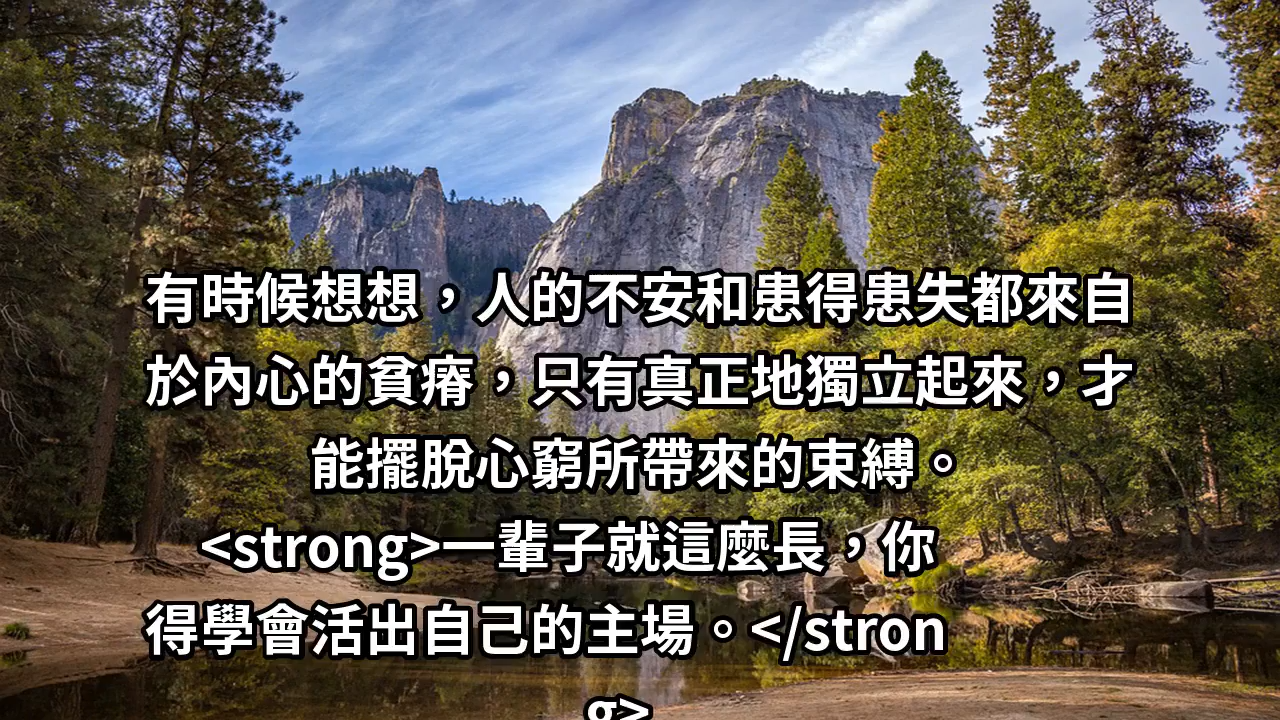 有時候想想，人的不安和患得患失都來自
於內心的貧瘠，只有真正地獨立起來，才
能擺脫心窮所帶來的束縛。
<strong>一輩子就這麼長，你
得學會活出自己的主場。</stron
g>